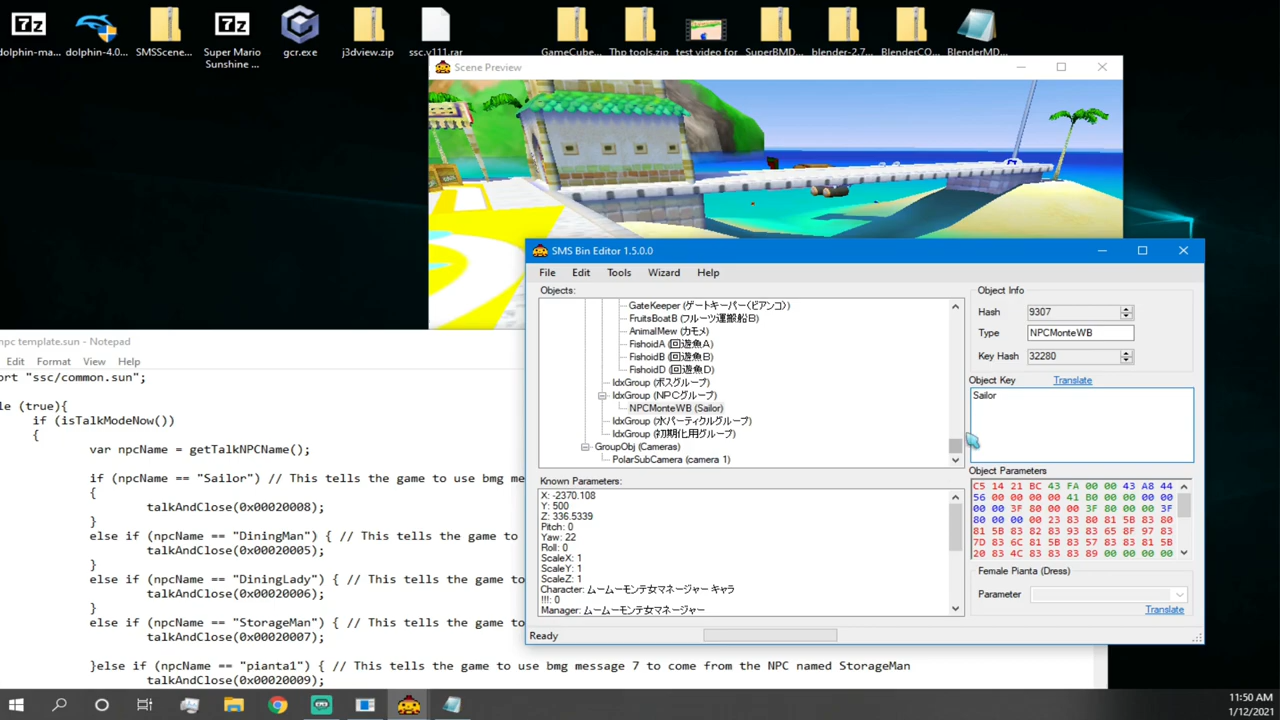 dolphin-ma...
dolphin-4.0...
SMSScene...
Super Mario
Sunshine ...
gcr.exe
j3dview.zip
ssc.v111.rar
GameCube...
Thp tools.zip
test video for
SuperBMD...
blender-2.7...
BlenderCO...
BlenderMD...
Scene Preview
SMS Bin Editor 1.5.0.0
File Edit Tools Wizard Help
Objects:
GateKeeper (ゲートキーパー(ビアンコ))
FruitsBoatB (フルーツ運搬船B)
AnimalMew (カモメ)
FishoidA (回遊魚A)
FishoidB (回遊魚B)
FishoidD (回遊魚D)
IdxGroup (ボスグループ)
IdxGroup (NPCグループ)
NPCMonteWB (Sailor)
IdxGroup (水パーティクルグループ)
IdxGroup (初期化用グループ)
GroupObj (Cameras)
PolarSubCamera (camera 1)
Known Parameters:
X: -2370.108
Y: 500
Z: 336.5339
Pitch: 0
Yaw: 22
Roll: 0
ScaleX: 1
ScaleY: 1
ScaleZ: 1
Character: ムームーモンテ女マネージャー キャラ
!!!: 0
Manager: ムームーモンテ女マネージャー
Ready
Object Info
Hash 9307
Type NPCMonteWB
Key Hash 32280
Object Key Translate
Sailor
Object Parameters
C5 14 21 BC 43 FA 00 00 43 A8 44
56 00 00 00 00 41 B0 00 00 00 00
00 00 3F 80 00 00 3F 80 00 00 3F
80 00 00 00 23 83 80 81 5B 83 80
81 5B 83 82 83 93 83 65 8F 97 83
7D 83 6C 81 5B 83 57 83 83 81 5B
20 83 4C 83 83 83 89 00 00 00 00
Female Pianta (Dress)
Parameter
Translate
npc template.sun - Notepad
Edit Format View Help
ort "ssc/common.sun";
le (true){
if (isTalkModeNow())
{
var npcName = getTalkNPCName();
if (npcName == "Sailor") // This tells the game to use bmg me
{
talkAndClose(0x00020008);
}
else if (npcName == "DiningMan") { // This tells the game to
talkAndClose(0x00020005);
}
else if (npcName == "DiningLady") { // This tells the game to
talkAndClose(0x00020006);
}
else if (npcName == "StorageMan") { // This tells the game to
talkAndClose(0x00020007);
}else if (npcName == "pianta1") { // This tells the game to use bmg message 7 to come from the NPC named StorageMan
talkAndClose(0x00020009);
11:50 AM
1/12/2021